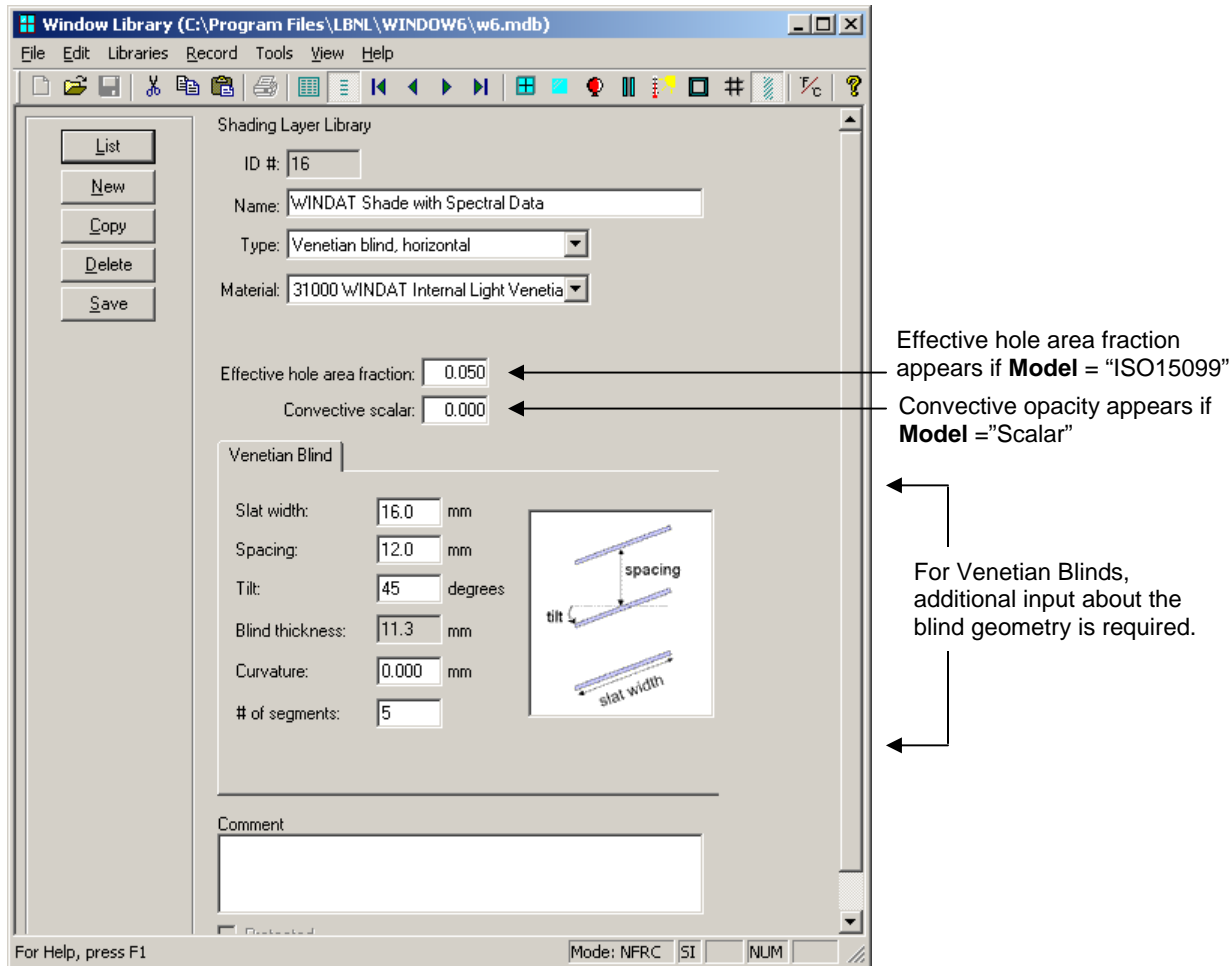 Window Library (C:\Program Files\LBNL\WINDOW6\w6.mdb)
File Edit Libraries Record Tools View Help
°F/C ?
List
New
Copy
Delete
Save
Shading Layer Library
ID #: 16
Name: WINDAT Shade with Spectral Data
Type: Venetian blind, horizontal
Material: 31000 WINDAT Internal Light Venetia
Effective hole area fraction: 0.050
Convective scalar: 0.000
Venetian Blind
Slat width: 16.0 mm
Spacing: 12.0 mm
Tilt: 45 degrees
Blind thickness: 11.3 mm
Curvature: 0.000 mm
# of segments: 5
spacing
tilt
slat width
Comment
Protected
For Help, press F1
Mode: NFRC SI NUM
Effective hole area fraction
appears if Model = “ISO15099”
Convective opacity appears if
Model =”Scalar”
For Venetian Blinds,
additional input about the
blind geometry is required.